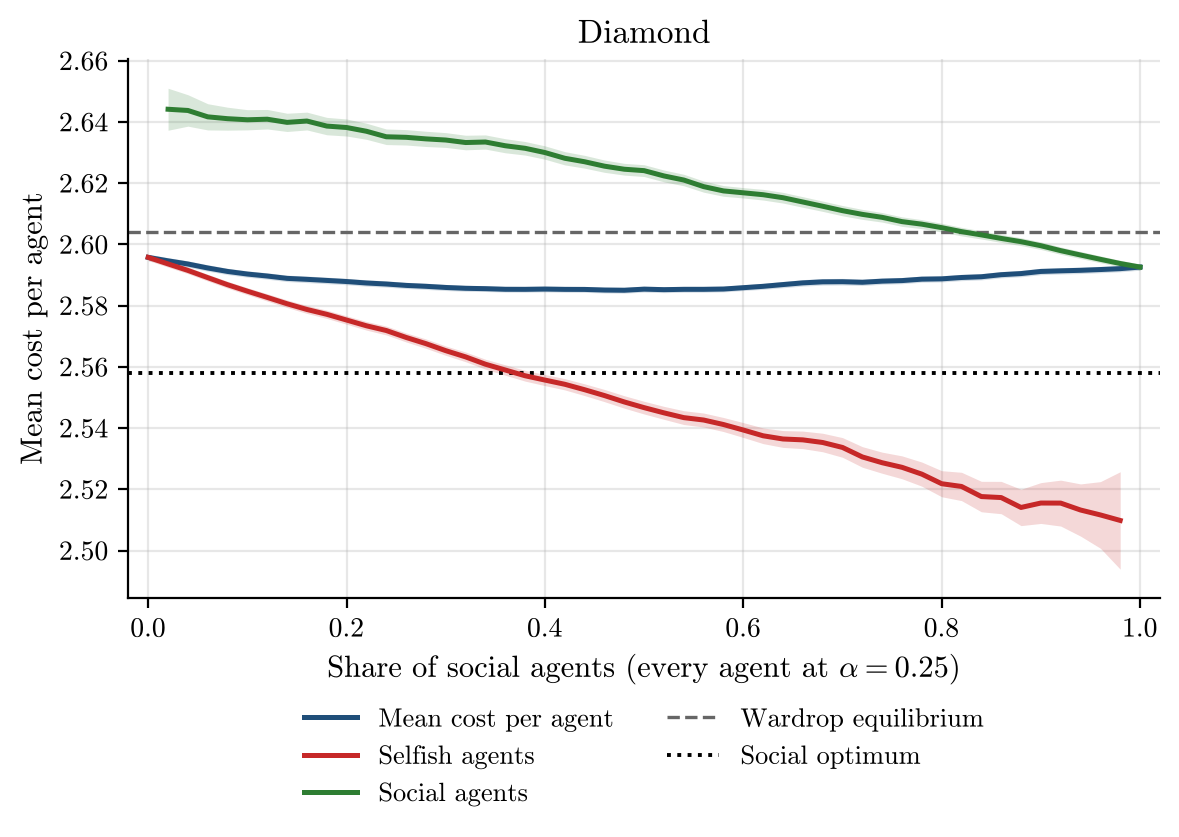 Diamond
Mean cost per agent
2.66
2.64
2.62
2.60
2.58
2.56
2.54
2.52
2.50
0.0 0.2 0.4 0.6 0.8 1.0
Share of social agents (every agent at α = 0.25)
Mean cost per agent
Selfish agents
Social agents
Wardrop equilibrium
Social optimum